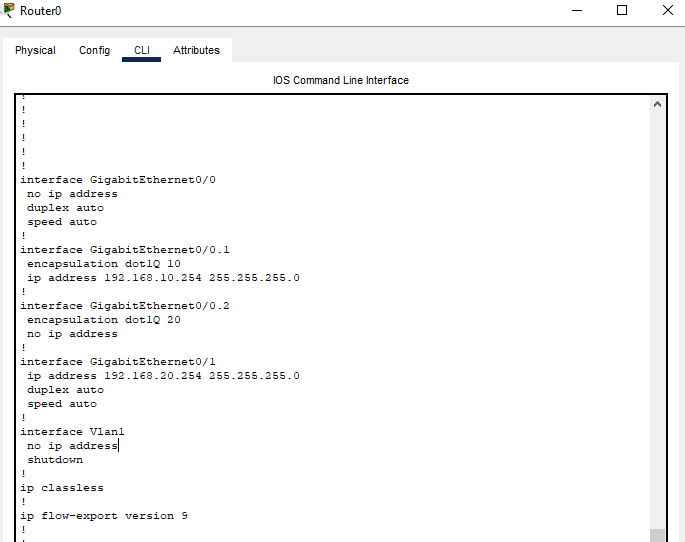 Router0
Physical Config CLI Attributes
IOS Command Line Interface
!
!
!
!
!
!
interface GigabitEthernet0/0
 no ip address
 duplex auto
 speed auto
!
interface GigabitEthernet0/0.1
 encapsulation dot1Q 10
 ip address 192.168.10.254 255.255.255.0
!
interface GigabitEthernet0/0.2
 encapsulation dot1Q 20
 no ip address
!
interface GigabitEthernet0/1
 ip address 192.168.20.254 255.255.255.0
 duplex auto
 speed auto
!
interface Vlan1
 no ip address
 shutdown
!
ip classless
!
ip flow-export version 9
!
!